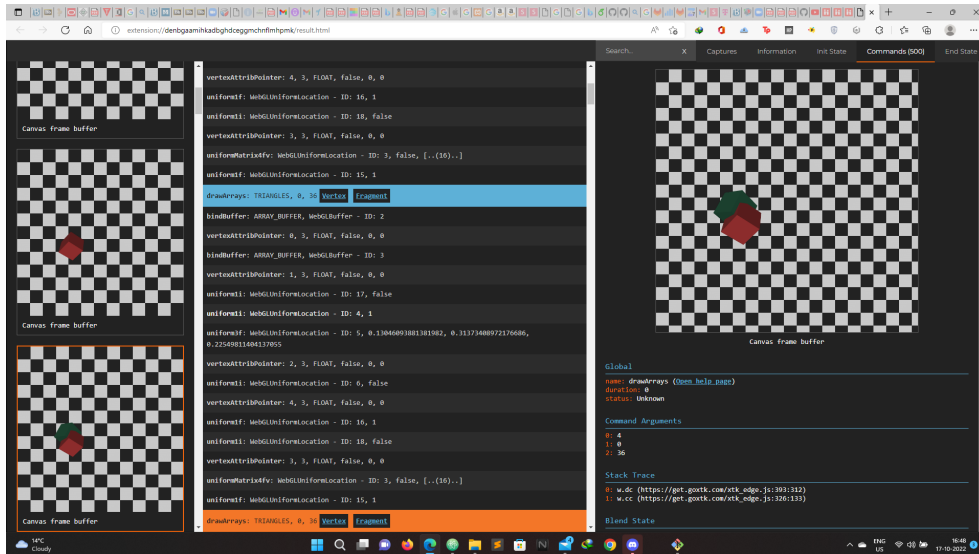 extension://denbgaamihkadbghdceggmchnfimhpmk/result.html
Search...
X
Captures
Information
Init State
Commands (500)
End State
Canvas frame buffer
Canvas frame buffer
Canvas frame buffer
vertexAttribPointer: 4, 3, FLOAT, false, 0, 0
uniform1f: WebGLUniformLocation - ID: 16, 1
uniform1i: WebGLUniformLocation - ID: 18, false
vertexAttribPointer: 3, 3, FLOAT, false, 0, 0
uniformMatrix4fv: WebGLUniformLocation - ID: 3, false, [..(16)..]
uniform1f: WebGLUniformLocation - ID: 15, 1
drawArrays: TRIANGLES, 0, 36 Vertex Fragment
bindBuffer: ARRAY_BUFFER, WebGLBuffer - ID: 2
vertexAttribPointer: 0, 3, FLOAT, false, 0, 0
bindBuffer: ARRAY_BUFFER, WebGLBuffer - ID: 3
vertexAttribPointer: 1, 3, FLOAT, false, 0, 0
uniform1i: WebGLUniformLocation - ID: 17, false
uniform1i: WebGLUniformLocation - ID: 4, 1
uniform3f: WebGLUniformLocation - ID: 5, 0.13046093881381982, 0.31373408972176686,
0.22549811404137055
vertexAttribPointer: 2, 3, FLOAT, false, 0, 0
uniform1i: WebGLUniformLocation - ID: 6, false
vertexAttribPointer: 4, 3, FLOAT, false, 0, 0
uniform1f: WebGLUniformLocation - ID: 16, 1
uniform1i: WebGLUniformLocation - ID: 18, false
vertexAttribPointer: 3, 3, FLOAT, false, 0, 0
uniformMatrix4fv: WebGLUniformLocation - ID: 3, false, [..(16)..]
uniform1f: WebGLUniformLocation - ID: 15, 1
drawArrays: TRIANGLES, 0, 36 Vertex Fragment
Canvas frame buffer
Global
name: drawArrays (Open help page)
duration: 0
status: Unknown
Command Arguments
0: 4
1: 0
2: 36
Stack Trace
0: w.dc (https://get.goxtk.com/xtk_edge.js:393:312)
1: w.cc (https://get.goxtk.com/xtk_edge.js:326:133)
Blend State
14°C
Cloudy
ENG
US
16:48
17-10-2022